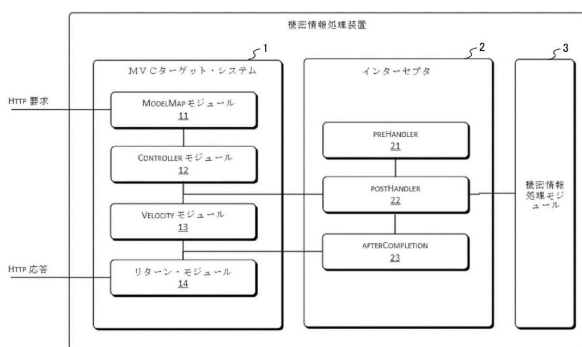 機密情報処理装置
1
2
3
MVCターゲット・システム
インターセプタ
HTTP 要求
MODELMAP モジュール
11
PREHANDLER
21
CONTROLLER モジュール
12
POSTHANDLER
22
機密情報
処理モジ
ュール
VELOCITY モジュール
13
AFTERCOMPLETION
23
HTTP 応答
リターン・モジュール
14